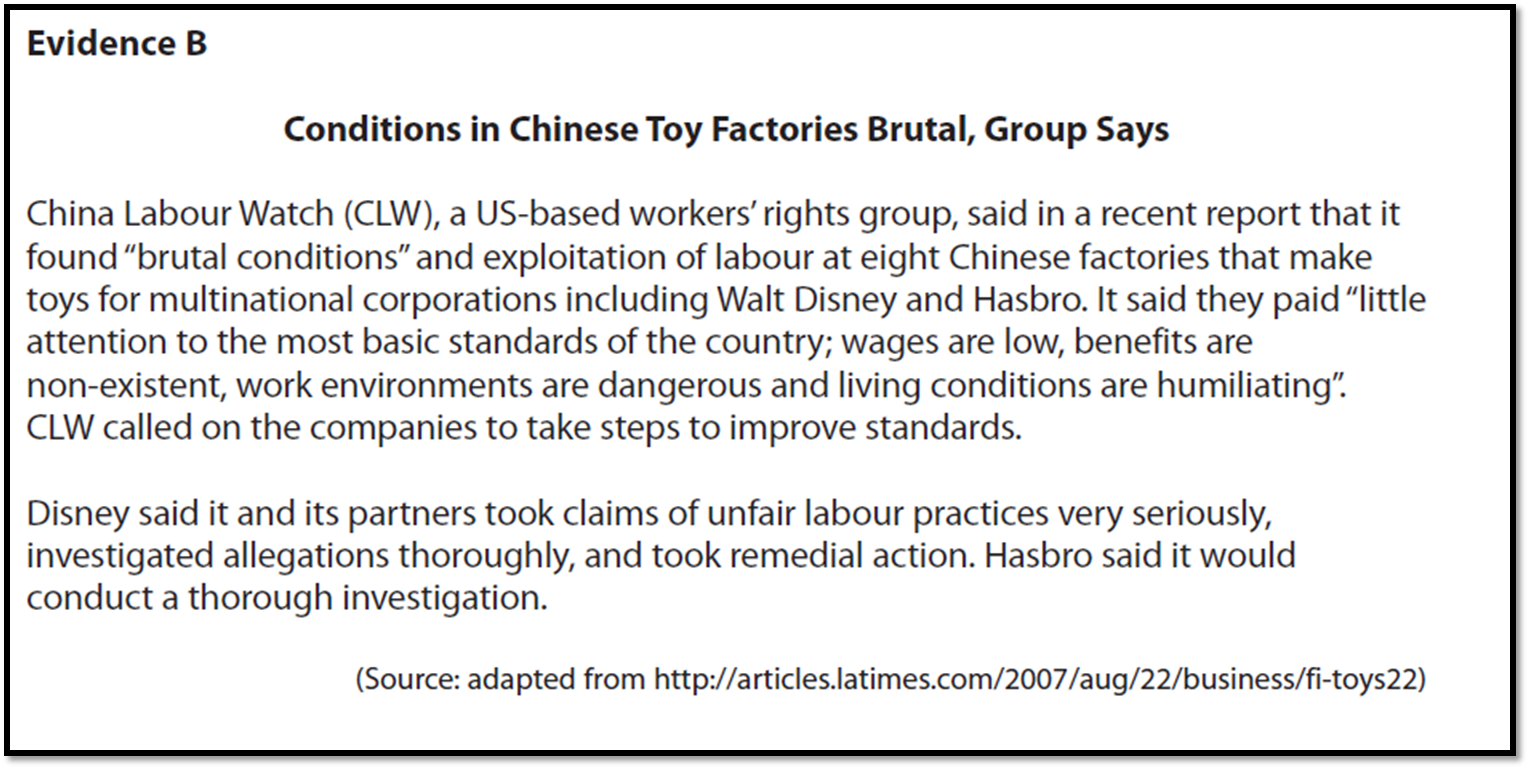 Evidence B
Conditions in Chinese Toy Factories Brutal, Group Says
China Labour Watch (CLW), a US-based workers’ rights group, said in a recent report that it
found “brutal conditions” and exploitation of labour at eight Chinese factories that make
toys for multinational corporations including Walt Disney and Hasbro. It said they paid “little
attention to the most basic standards of the country; wages are low, benefits are
non-existent, work environments are dangerous and living conditions are humiliating”.
CLW called on the companies to take steps to improve standards.
Disney said it and its partners took claims of unfair labour practices very seriously,
investigated allegations thoroughly, and took remedial action. Hasbro said it would
conduct a thorough investigation.
(Source: adapted from http://articles.latimes.com/2007/aug/22/business/fi-toys22)